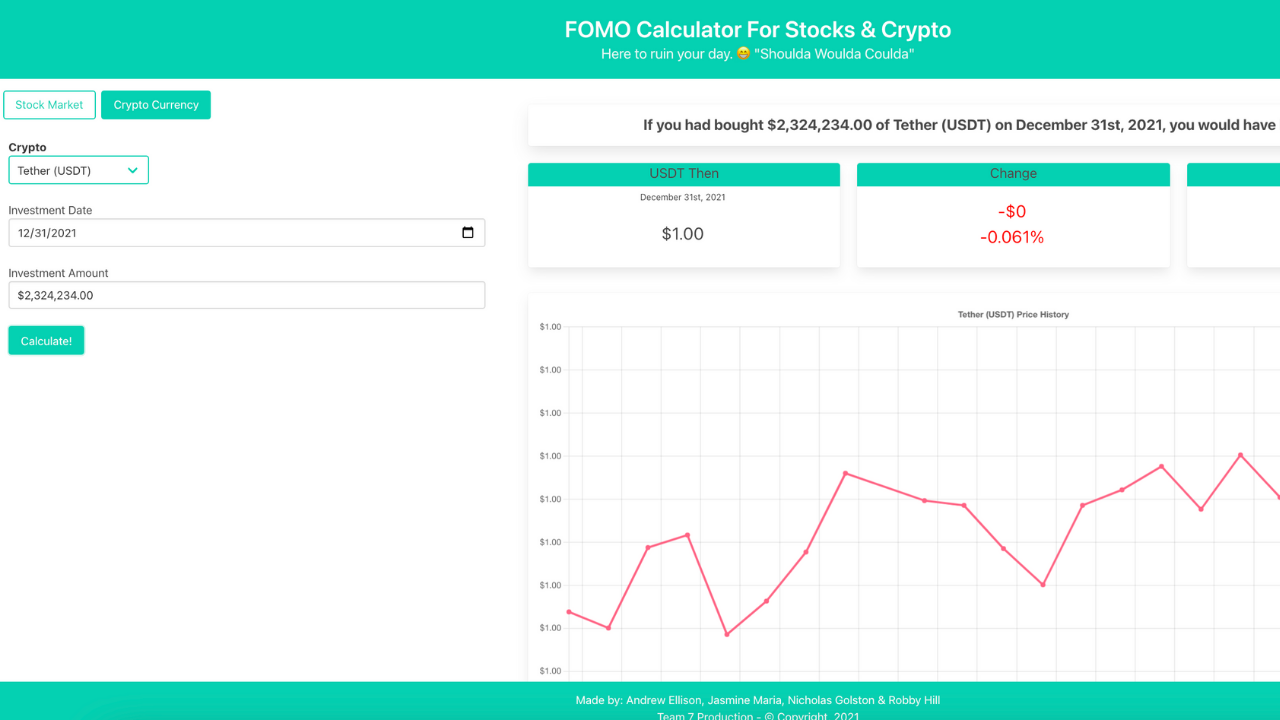 FOMO Calculator For Stocks & Crypto
Here to ruin your day. 😁 "Shoulda Woulda Coulda"
Stock Market
Crypto Currency
Crypto
Tether (USDT)
Investment Date
12/31/2021
Investment Amount
$2,324,234.00
Calculate!
If you had bought $2,324,234.00 of Tether (USDT) on December 31st, 2021, you would have
USDT Then
December 31st, 2021
$1.00
Change
-$0
-0.061%
Tether (USDT) Price History
$1.00
$1.00
$1.00
$1.00
$1.00
$1.00
$1.00
$1.00
$1.00
Made by: Andrew Ellison, Jasmine Maria, Nicholas Golston & Robby Hill
Team 7 Production - © Copyright, 2021